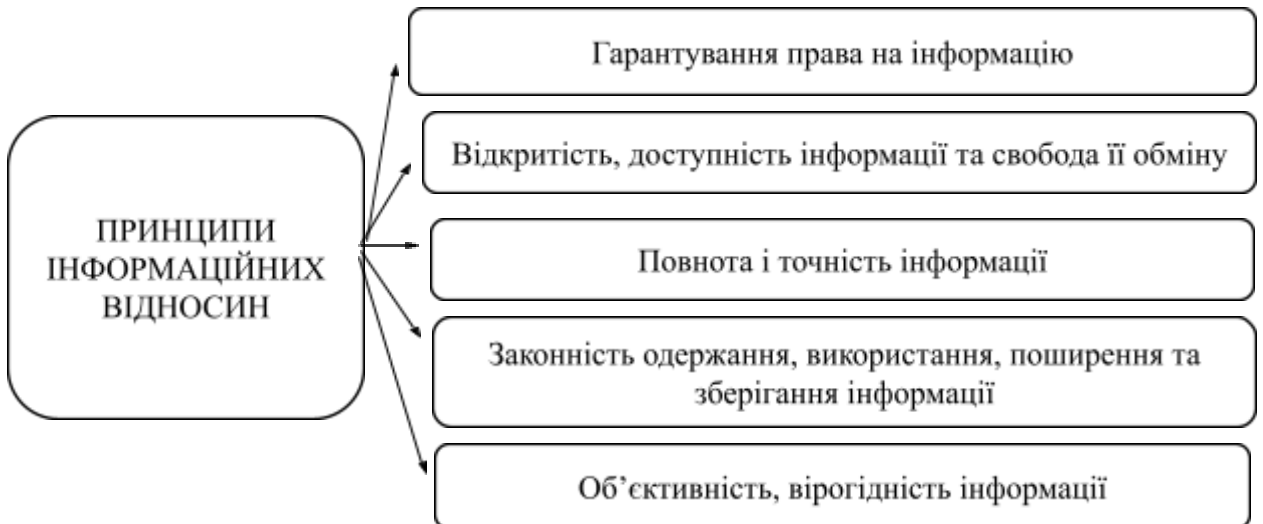 ПРИНЦИПИ
ІНФОРМАЦІЙНИХ
ВІДНОСИН
Гарантування права на інформацію
Відкритість, доступність інформації та свобода її обміну
Повнота і точність інформації
Законність одержання, використання, поширення та
зберігання інформації
Об’єктивність, вірогідність інформації